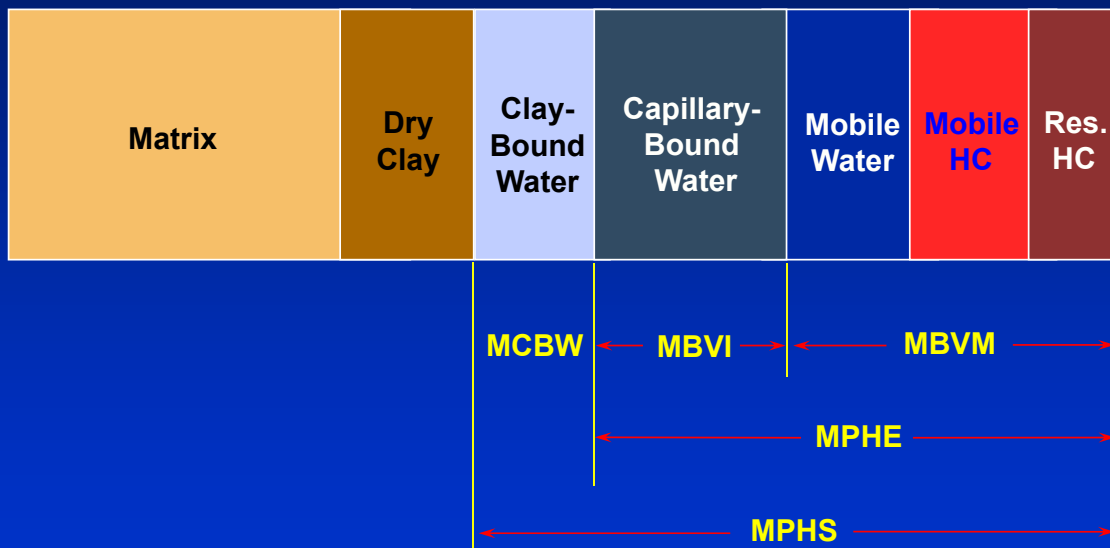 Matrix
Dry
Clay
Clay-
Bound
Water
Capillary-
Bound
Water
Mobile
Water
Mobile
HC
Res.
HC
MCBW
MBVI
MBVM
MPHE
MPHS